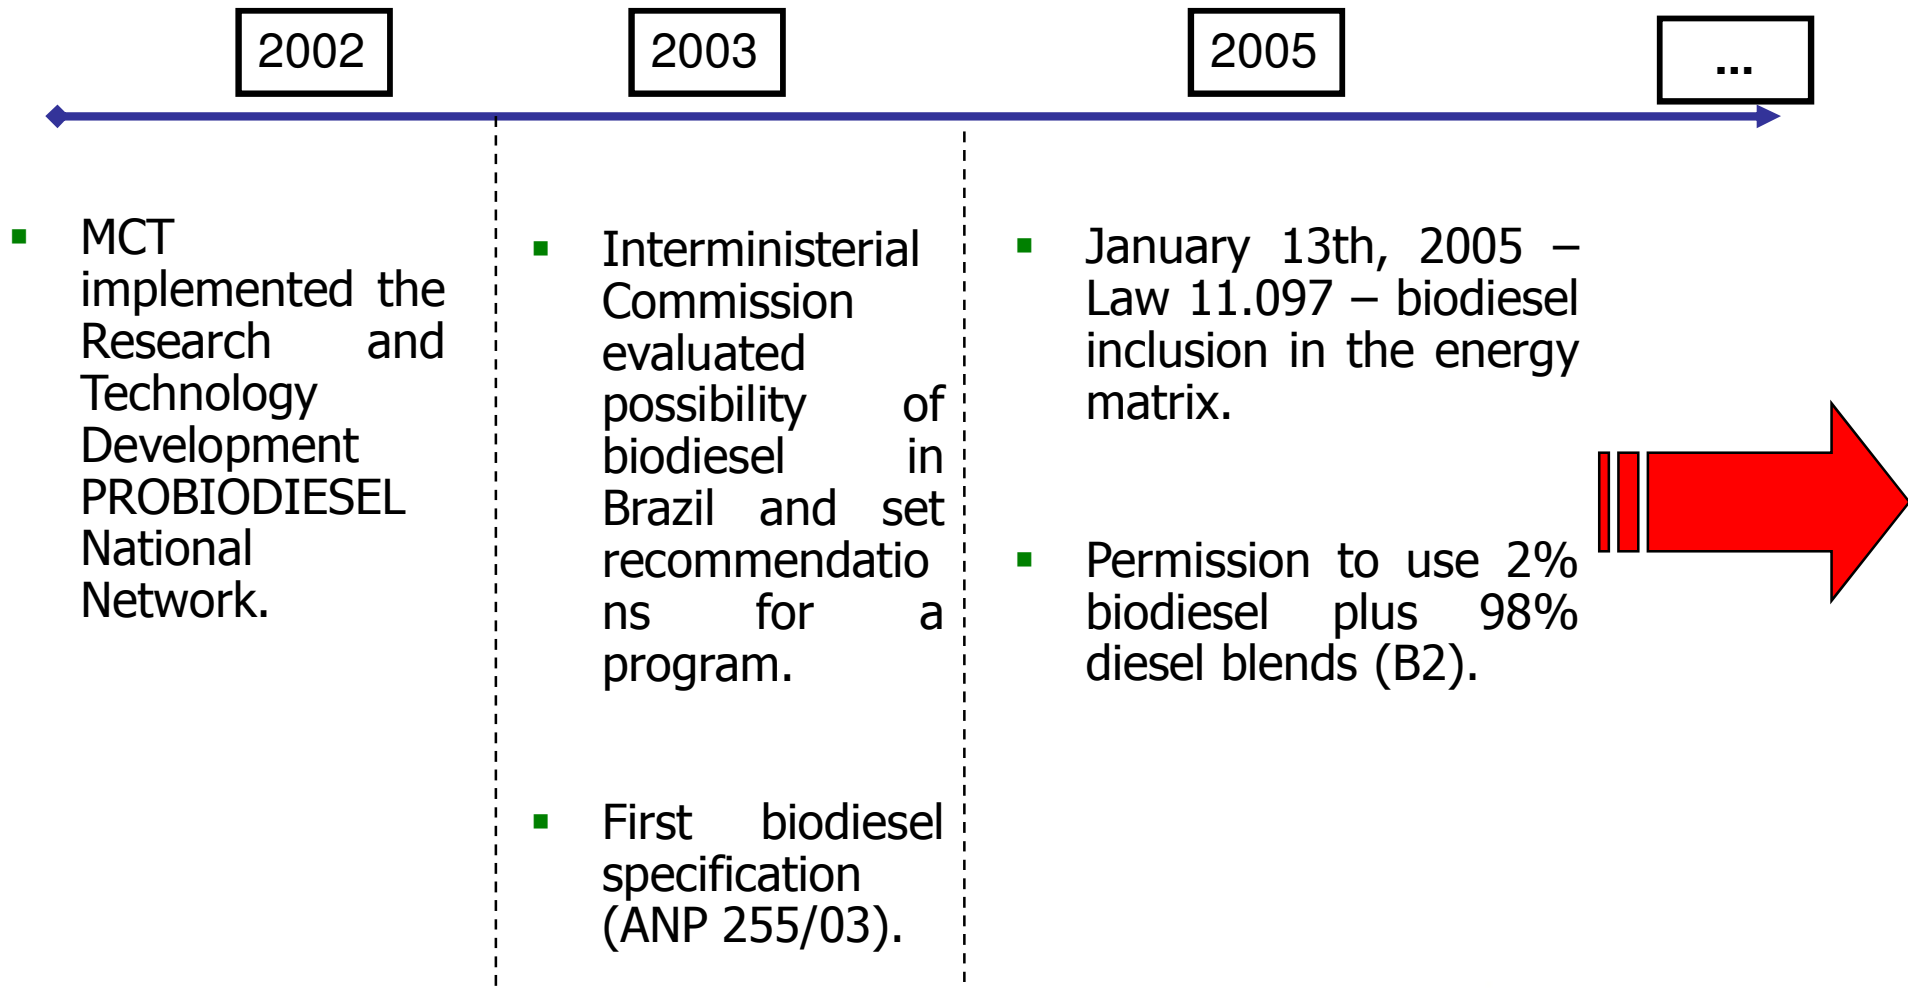 2002
2003
2005
...
MCT
implemented the
Research and
Technology
Development
PROBIODIESEL
National
Network.
Interministerial
Commission
evaluated
possibility of
biodiesel in
Brazil and set
recommendatio
ns for a
program.
First biodiesel
specification
(ANP 255/03).
January 13th, 2005 –
Law 11.097 – biodiesel
inclusion in the energy
matrix.
Permission to use 2%
biodiesel plus 98%
diesel blends (B2).